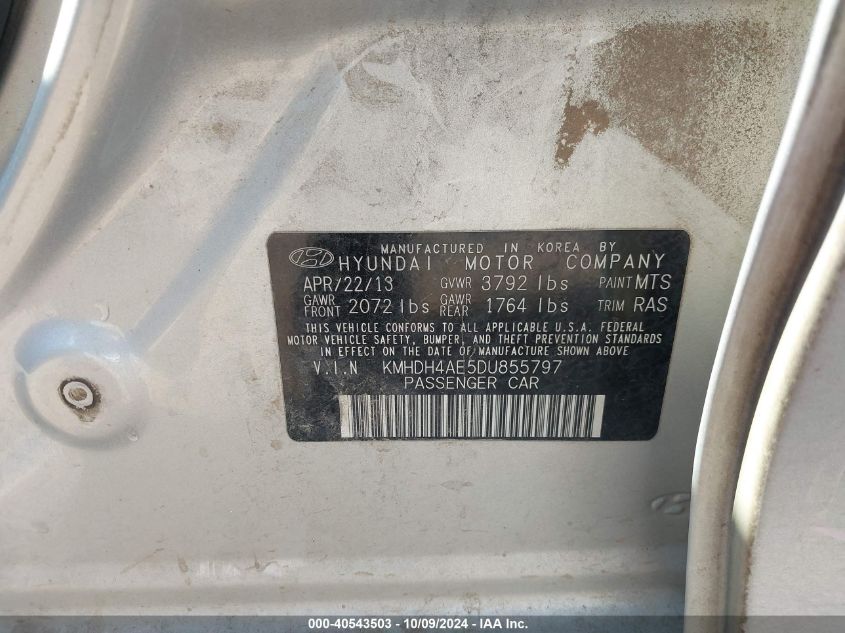 MANUFACTURED IN KOREA BY
HYUNDAI MOTOR COMPANY
APR/22/13 GVWR 3792 lbs PAINT MTS
GAWR FRONT 2072 lbs GAWR REAR 1764 lbs TRIM RAS
THIS VEHICLE CONFORMS TO ALL APPLICABLE U.S.A. FEDERAL
MOTOR VEHICLE SAFETY, BUMPER, AND THEFT PREVENTION STANDARDS
IN EFFECT ON THE DATE OF MANUFACTURE SHOWN ABOVE
V.I.N KMHDH4AE5DU855797
PASSENGER CAR
000-40543503 - 10/09/2024 - IAA Inc.